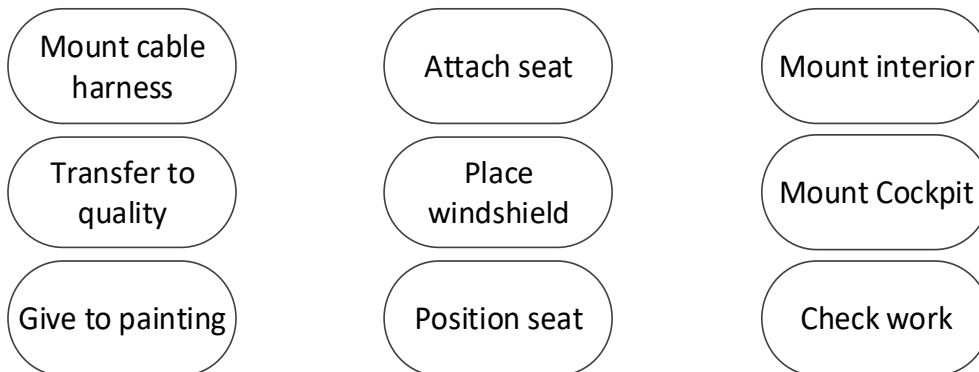 Mount cable
harness
Attach seat
Mount interior
Transfer to
quality
Place
windshield
Mount Cockpit
Give to painting
Position seat
Check work